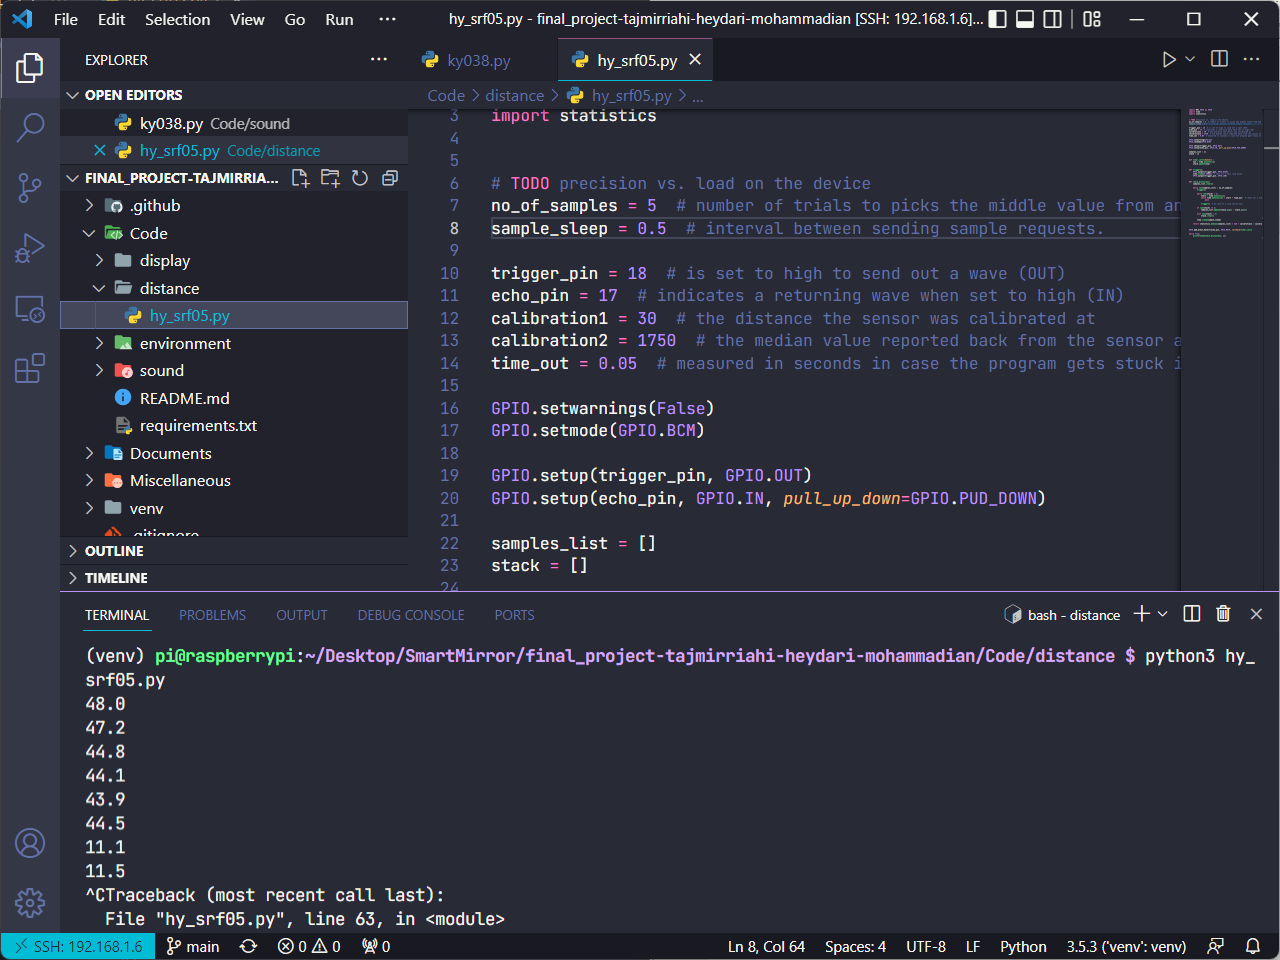 File Edit Selection View Go Run ···
hy_srf05.py - final_project-tajmirriahi-heydari-mohammadian [SSH: 192.168.1.6]...
EXPLORER
ky038.py
hy_srf05.py
OPEN EDITORS
ky038.py Code/sound
hy_srf05.py Code/distance
FINAL_PROJECT-TAJMIRRIA...
.github
Code
display
distance
hy_srf05.py
environment
sound
README.md
requirements.txt
Documents
Miscellaneous
venv
.gitignore
OUTLINE
TIMELINE
Code > distance > hy_srf05.py > ...
3 import statistics
4
5
6 # TODO precision vs. load on the device
7 no_of_samples = 5  # number of trials to picks the middle value from an
8 sample_sleep = 0.5  # interval between sending sample requests.
9
10 trigger_pin = 18  # is set to high to send out a wave (OUT)
11 echo_pin = 17  # indicates a returning wave when set to high (IN)
12 calibration1 = 30  # the distance the sensor was calibrated at
13 calibration2 = 1750  # the median value reported back from the sensor a
14 time_out = 0.05  # measured in seconds in case the program gets stuck i
15
16 GPIO.setwarnings(False)
17 GPIO.setmode(GPIO.BCM)
18
19 GPIO.setup(trigger_pin, GPIO.OUT)
20 GPIO.setup(echo_pin, GPIO.IN, pull_up_down=GPIO.PUD_DOWN)
21
22 samples_list = []
23 stack = []
24
TERMINAL PROBLEMS OUTPUT DEBUG CONSOLE PORTS
bash - distance
(venv) pi@raspberrypi:~/Desktop/SmartMirror/final_project-tajmirriahi-heydari-mohammadian/Code/distance $ python3 hy_
srf05.py
48.0
47.2
44.8
44.1
43.9
44.5
11.1
11.5
^CTraceback (most recent call last):
  File "hy_srf05.py", line 63, in <module>
SSH: 192.168.1.6 main 0 0 0 Ln 8, Col 64 Spaces: 4 UTF-8 LF Python 3.5.3 ('venv': venv)